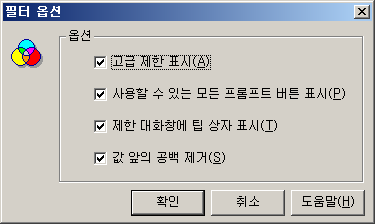 필터 옵션
옵션
고급 제한 표시(A)
사용할 수 있는 모든 프롬프트 버튼 표시(P)
제한 대화창에 팁 상자 표시(T)
값 앞의 공백 제거(S)
확인
취소
도움말(H)